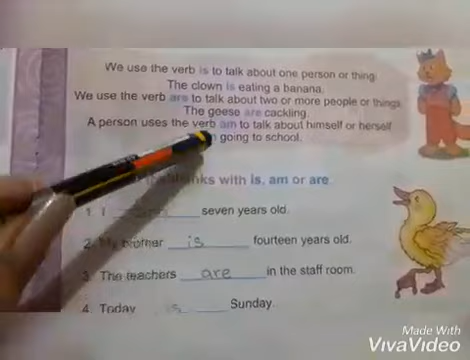 We use the verb is to talk about one person or thing.
The clown is eating a banana.
We use the verb are to talk about two or more people or things.
The geese are cackling.
A person uses the verb am to talk about himself or herself
going to school.
with is, am or are.
1. I am seven years old.
2. My brother is fourteen years old.
3. The teachers are in the staff room.
4. Today is Sunday.
Made With
VivaVideo